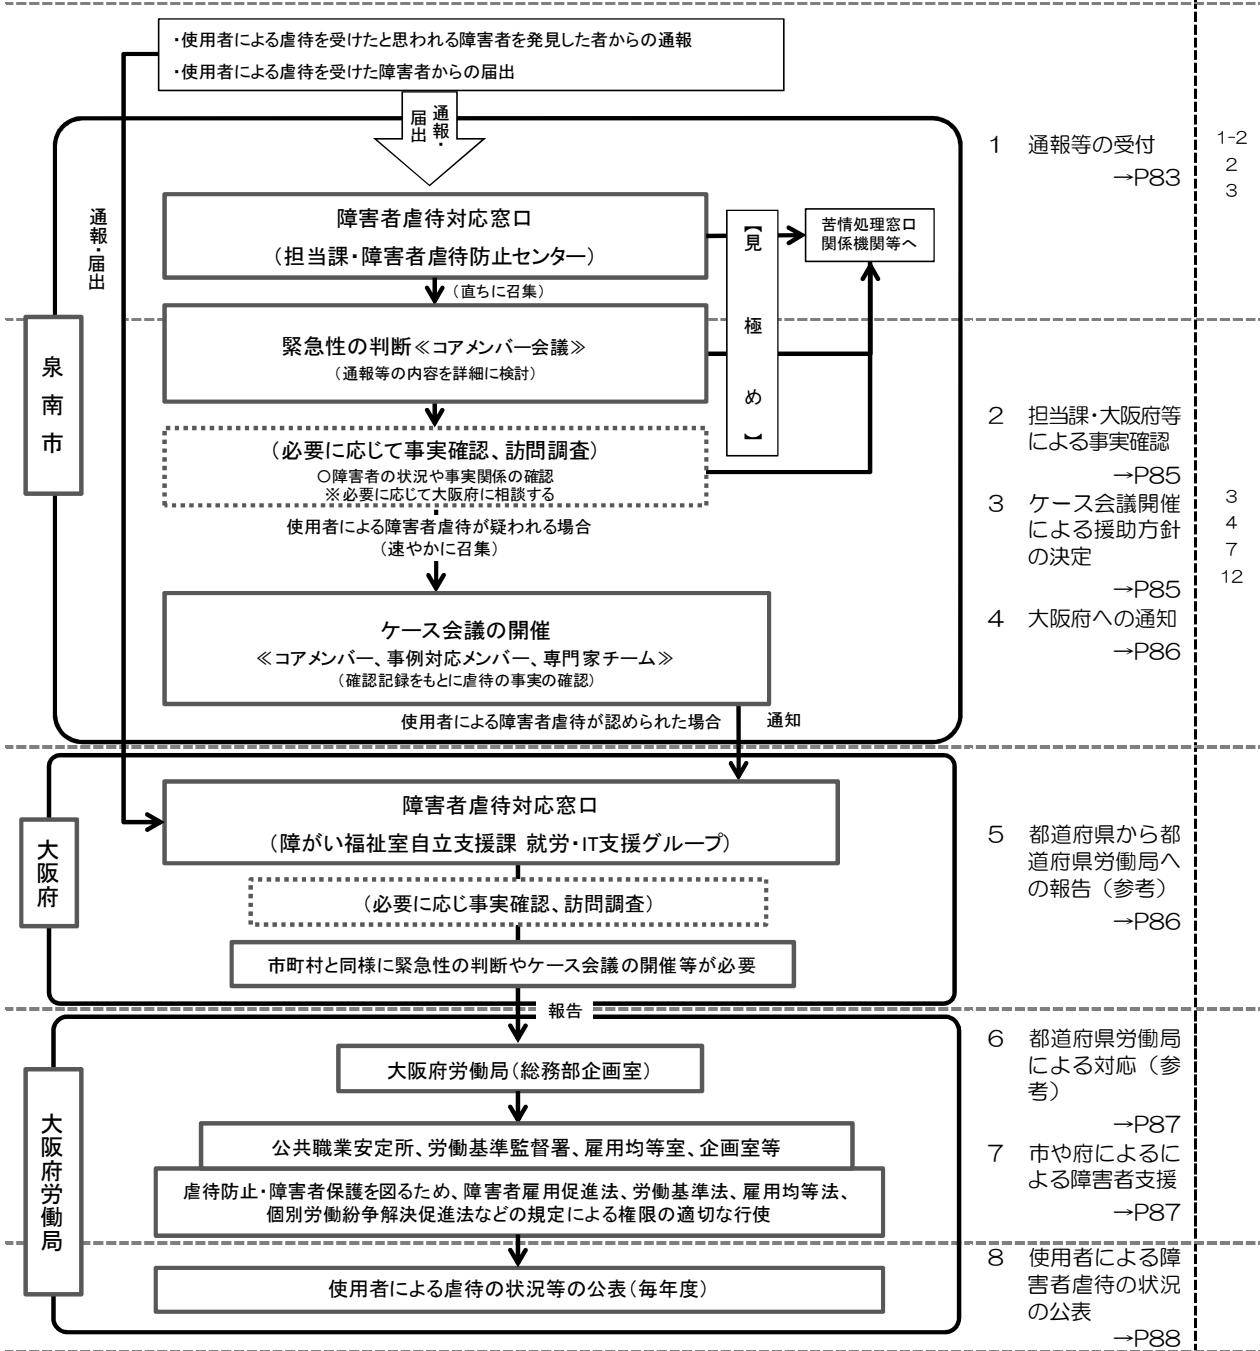 ・使用者による虐待を受けたと思われる障害者を発見した者からの通報
・使用者による虐待を受けた障害者からの届出
通報・
届出
通報・届出
泉南市
障害者虐待対応窓口
（担当課・障害者虐待防止センター）
（直ちに召集）
【見極め】
苦情処理窓口
関係機関等へ
緊急性の判断≪コアメンバー会議≫
（通報等の内容を詳細に検討）
（必要に応じて事実確認、訪問調査）
○障害者の状況や事実関係の確認
※必要に応じて大阪府に相談する
使用者による障害者虐待が疑われる場合
（速やかに召集）
ケース会議の開催
≪コアメンバー、事例対応メンバー、専門家チーム≫
（確認記録をもとに虐待の事実の確認）
使用者による障害者虐待が認められた場合
通知
大阪府
障害者虐待対応窓口
（障がい福祉室自立支援課 就労・IT支援グループ）
（必要に応じ事実確認、訪問調査）
市町村と同様に緊急性の判断やケース会議の開催等が必要
報告
大阪府労働局
大阪府労働局（総務部企画室）
公共職業安定所、労働基準監督署、雇用均等室、企画室等
虐待防止・障害者保護を図るため、障害者雇用促進法、労働基準法、雇用均等法、
個別労働紛争解決促進法などの規定による権限の適切な行使
使用者による虐待の状況等の公表（毎年度）
1 通報等の受付
→P83
1-2
2
3
2 担当課・大阪府等
による事実確認
→P85
3 ケース会議開催
による援助方針
の決定
→P85
4 大阪府への通知
→P86
3
4
7
12
5 都道府県から都
道府県労働局へ
の報告（参考）
→P86
6 都道府県労働局
による対応（参
考）
→P87
7 市や府によるに
よる障害者支援
→P87
8 使用者による障
害者虐待の状況
の公表
→P88